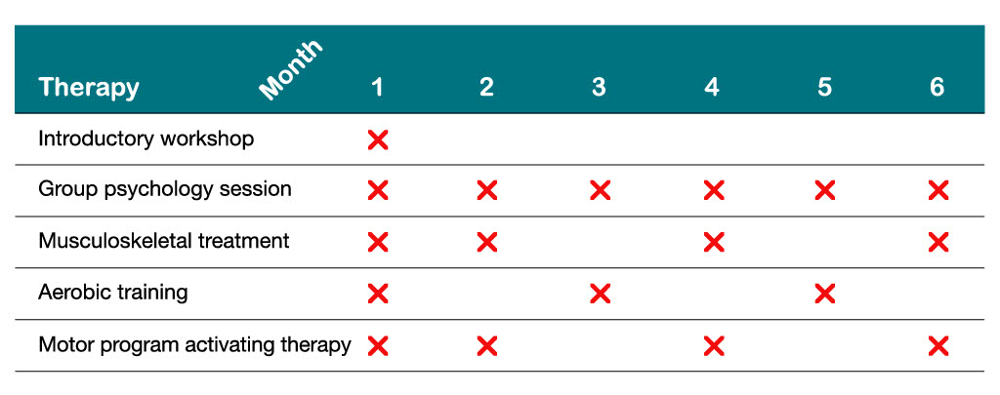 Therapy Month 1 2 3 4 5 6
Introductory workshop
Group psychology session
Musculoskeletal treatment
Aerobic training
Motor program activating therapy